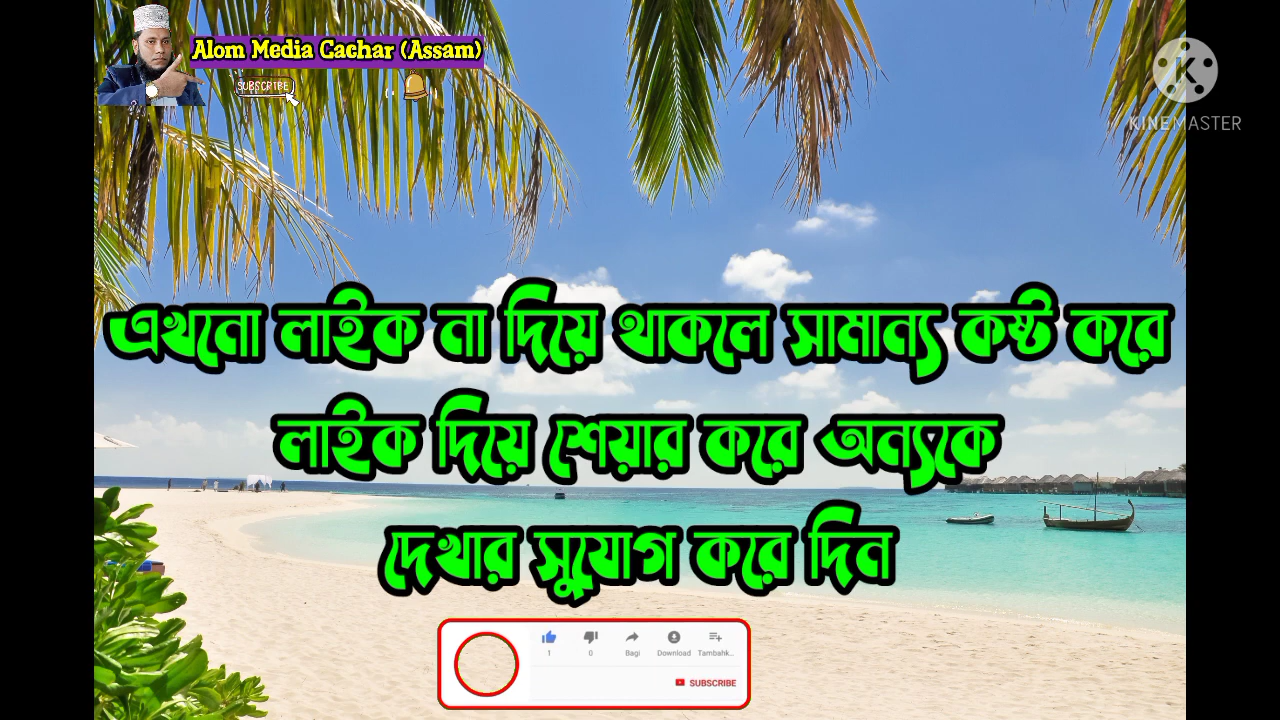 Alom Media Cachar (Assam)
SUBSCRIBE
KINEMASTER
এখনো লাইক না দিয়ে থাকলে সামান্য কষ্ট করে
লাইক দিয়ে শেয়ার করে অন্যকে
দেখার সুযোগ করে দিন
1 0 Bagi Download Tambahk...
SUBSCRIBE